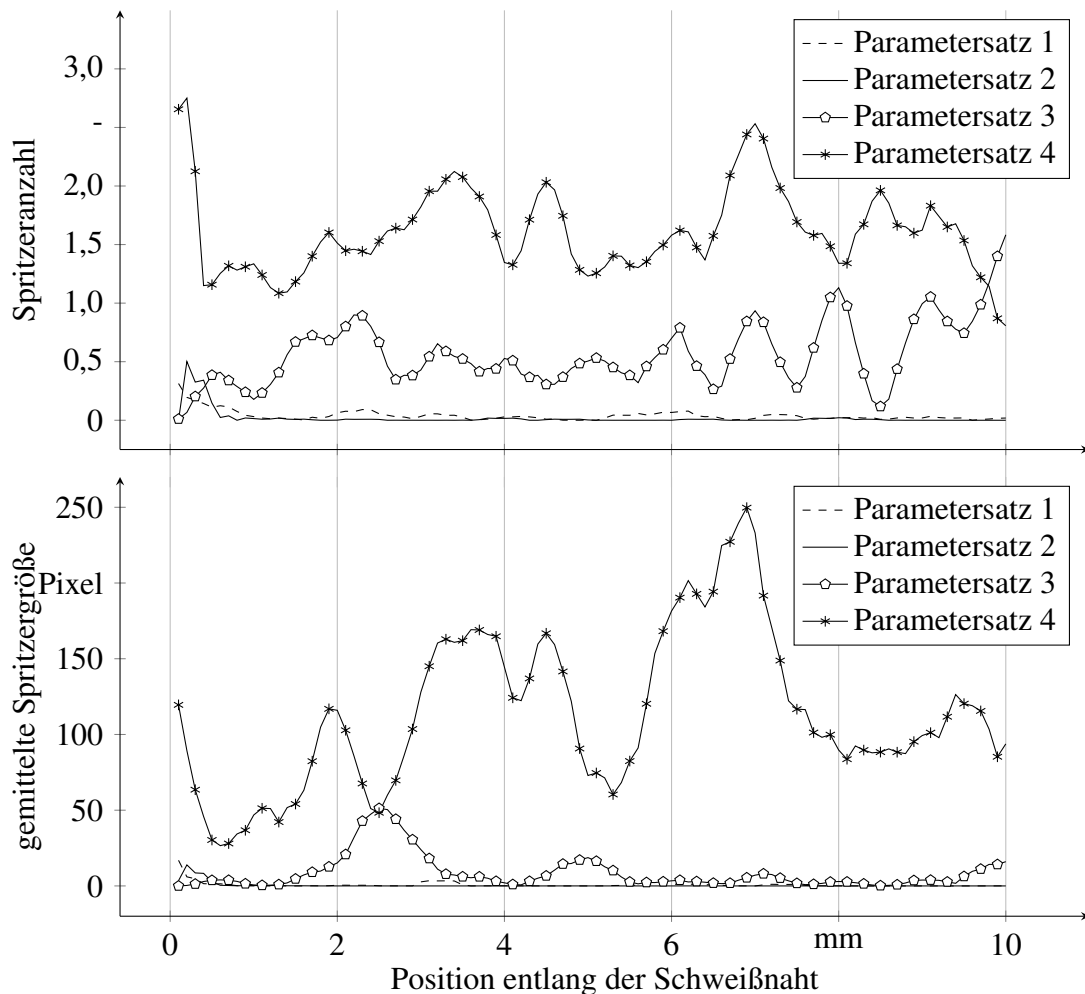 Parametersatz 1
Parametersatz 2
Parametersatz 3
Parametersatz 4
Spritzeranzahl
3,0
-
2,0
1,5
1,0
0,5
0
Parametersatz 1
Parametersatz 2
Parametersatz 3
Parametersatz 4
gemittelte Spritzergröße
250
Pixel
150
100
50
0
0 2 4 6 mm 10
Position entlang der Schweißnaht